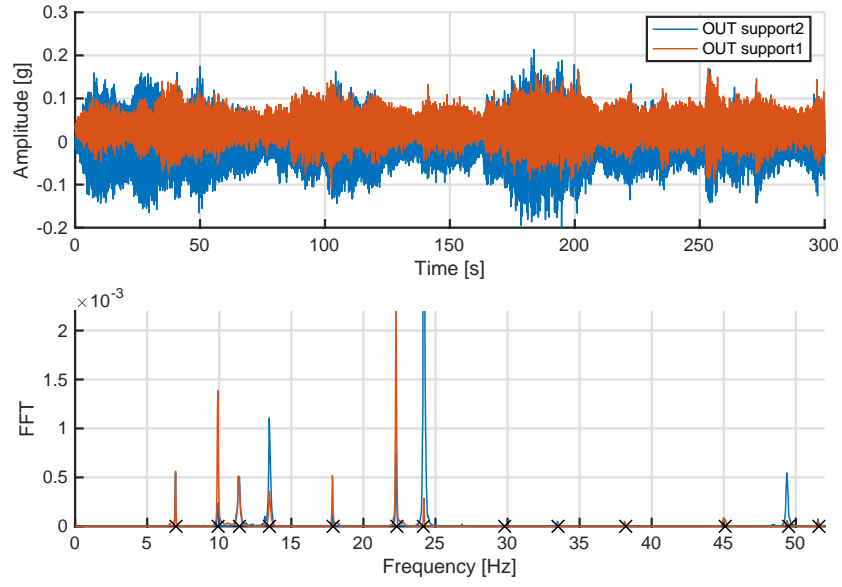 0.3
0.2
0.1
0
-0.1
-0.2
Amplitude [g]
OUT support2
OUT support1
0 50 100 150 200 250 300
Time [s]
×10-3
2
1.5
1
0.5
0
FFT
0 5 10 15 20 25 30 35 40 45 50
Frequency [Hz]